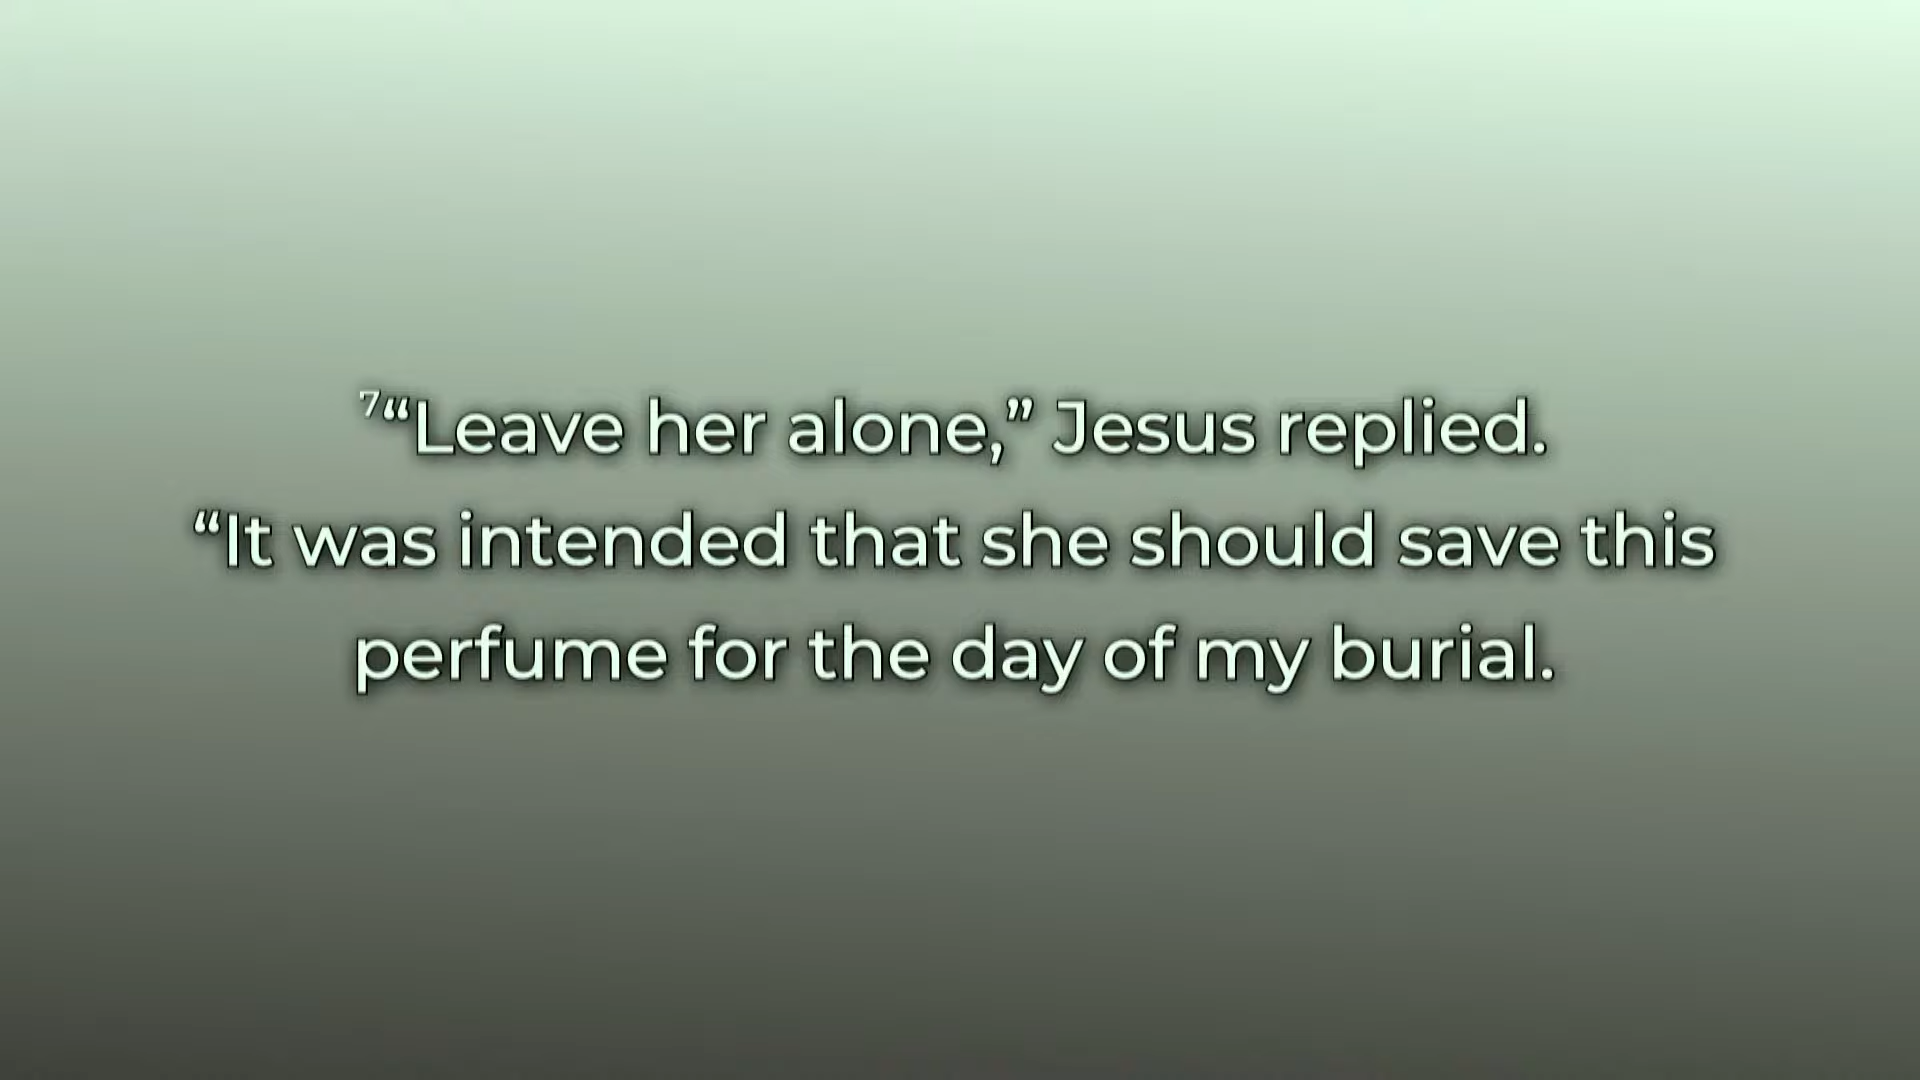 ⁷“Leave her alone,” Jesus replied.
“It was intended that she should save this
perfume for the day of my burial.